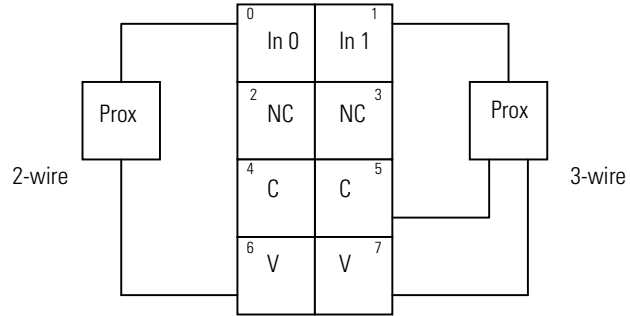 0 1
In 0 In 1
Prox 2 NC NC 3 Prox
2-wire 4 C C 5 3-wire
6 V V 7